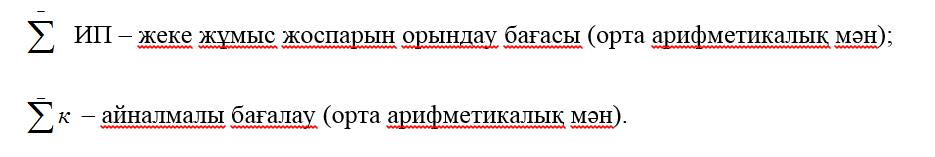 ∑̄ ИП – жеке жұмыс жоспарын орындау бағасы (орта арифметикалық мән);
∑̄ к – айналмалы бағалау (орта арифметикалық мән).